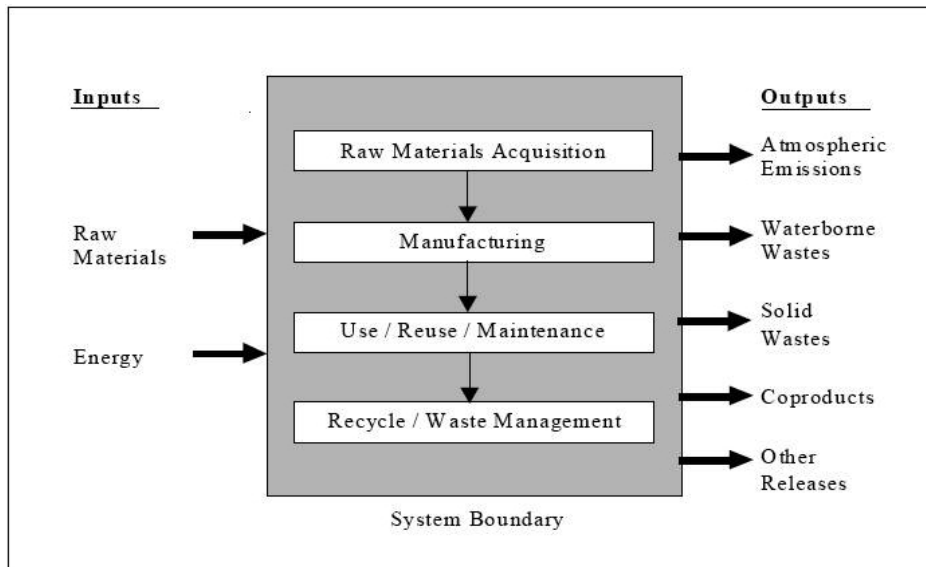 Inputs
Raw
Materials
Energy
Raw Materials Acquisition
Manufacturing
Use / Reuse / Maintenance
Recycle / Waste Management
System Boundary
Outputs
Atmospheric
Emissions
Waterborne
Wastes
Solid
Wastes
Coproducts
Other
Releases